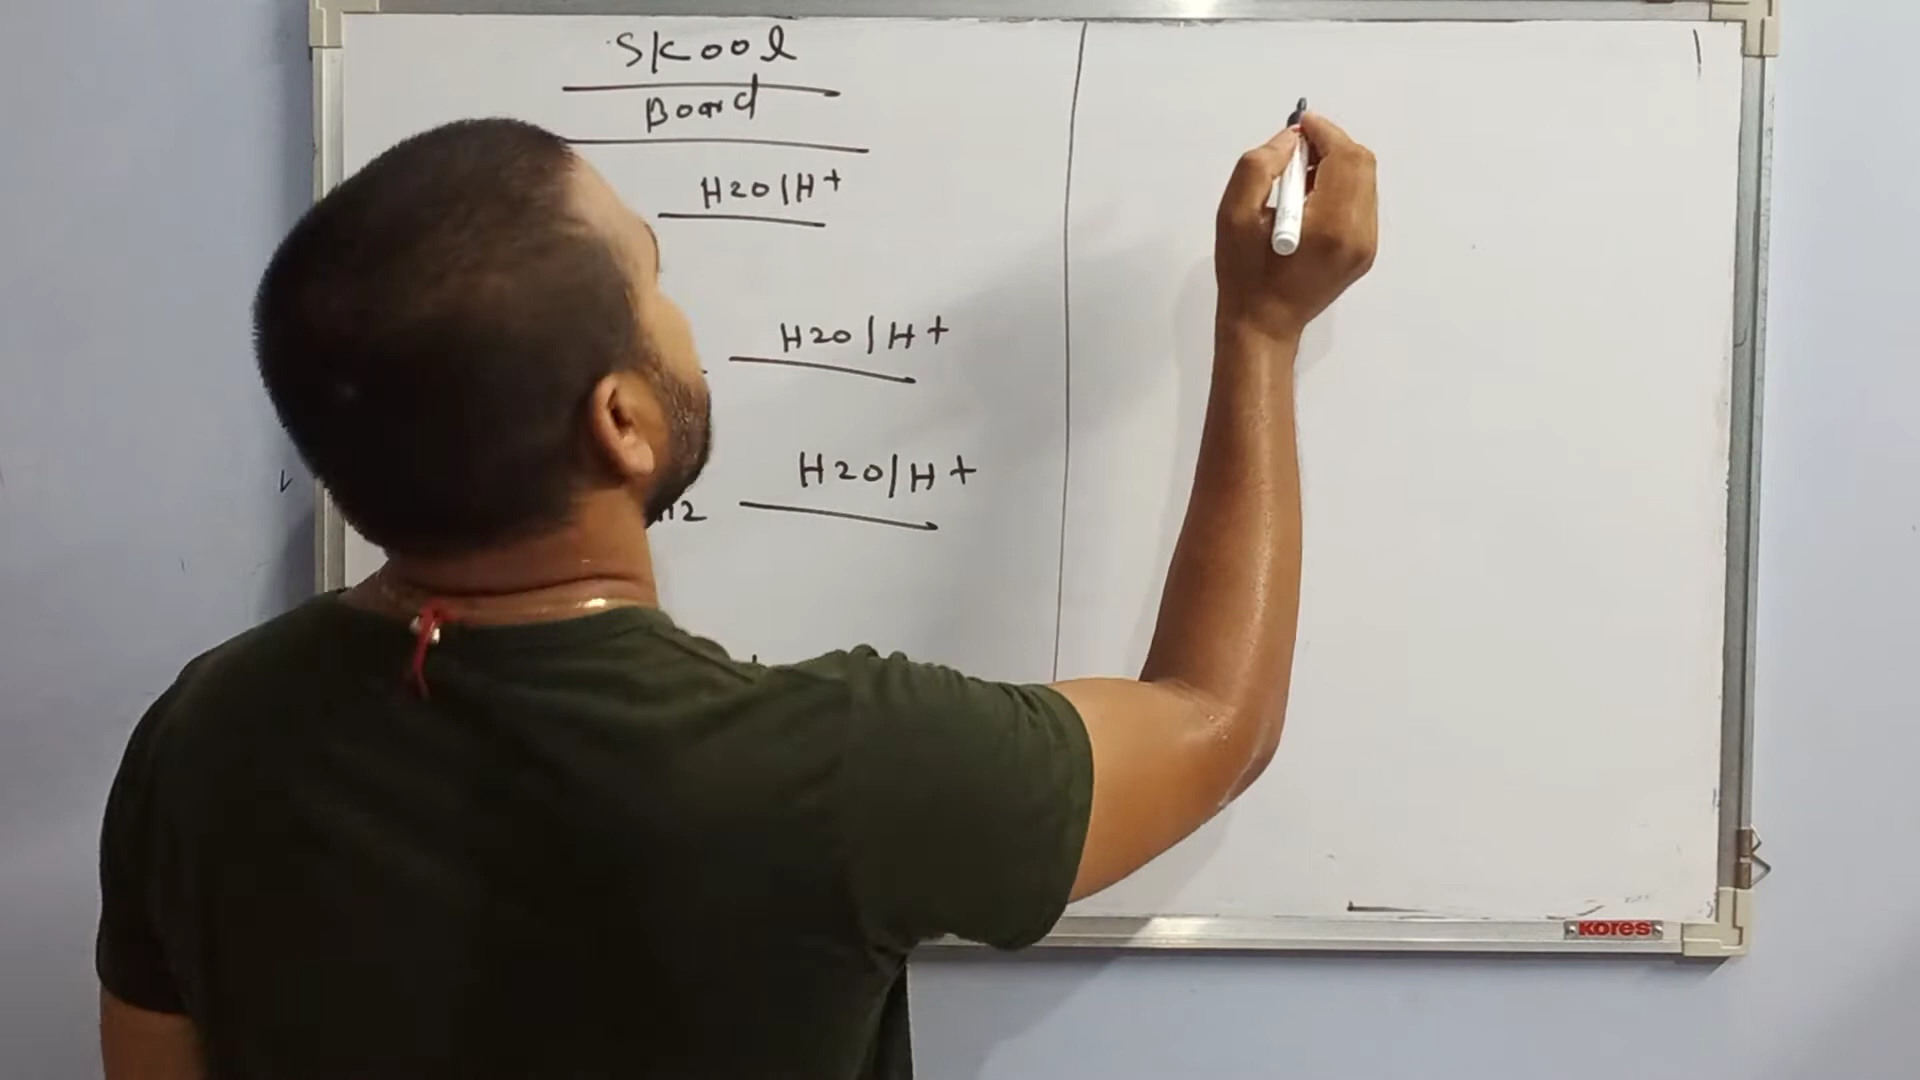 Skool
Board
H2O/H+
H2O/H+
H2O/H+
KORES